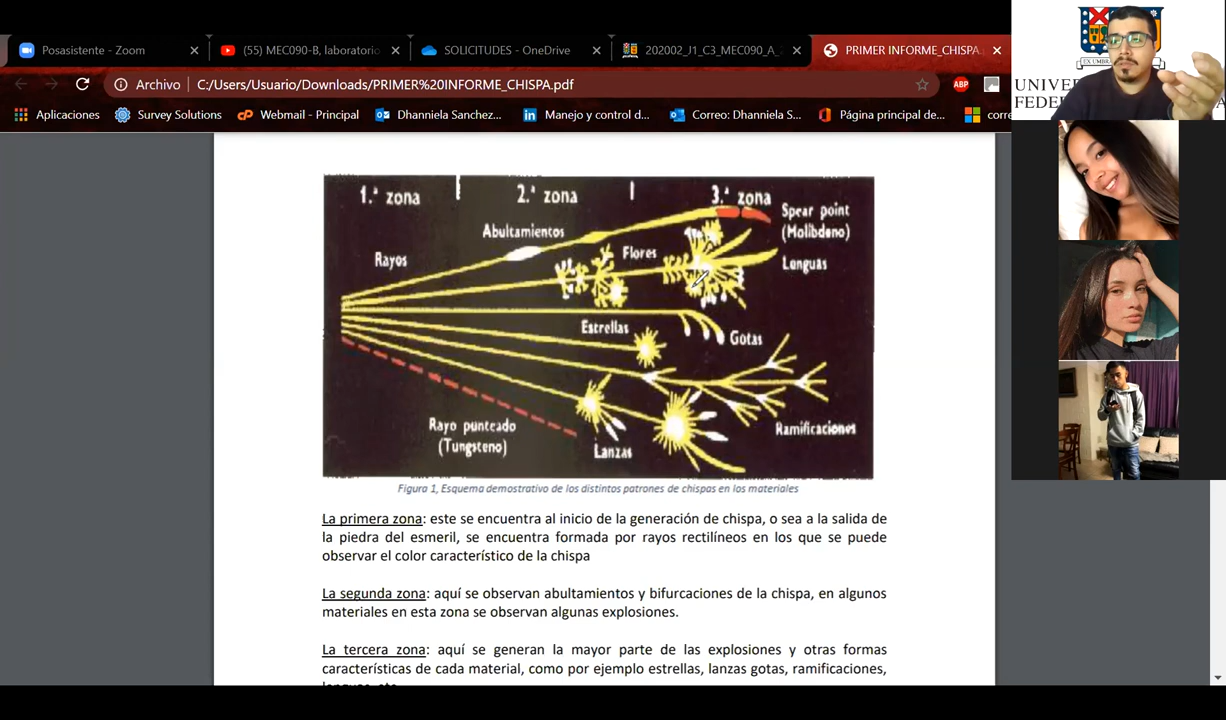 Posasistente - Zoom
(55) MEC090-B, laboratorio
SOLICITUDES - OneDrive
202002_J1_C3_MEC090_A_
PRIMER INFORME_CHISPA.p
Archivo
C:/Users/Usuario/Downloads/PRIMER%20INFORME_CHISPA.pdf
ABP
Aplicaciones
Survey Solutions
Webmail - Principal
Dhanniela Sanchez...
Manejo y control d...
Correo: Dhanniela S...
Página principal de...
corre
EX UMBRA
UNIVE
FEDER
1.ª zona
2.ª zona
3.ª zona
Spear point
(Molibdeno)
Abultamientos
Flores
Rayos
Lenguas
Estrellas
Gotas
Rayo punteado
(Tungsteno)
Lanzas
Ramificaciones
Figura 1, Esquema demostrativo de los distintos patrones de chispas en los materiales
La primera zona: este se encuentra al inicio de la generación de chispa, o sea a la salida de
la piedra del esmeril, se encuentra formada por rayos rectilíneos en los que se puede
observar el color característico de la chispa
La segunda zona: aquí se observan abultamientos y bifurcaciones de la chispa, en algunos
materiales en esta zona se observan algunas explosiones.
La tercera zona: aquí se generan la mayor parte de las explosiones y otras formas
características de cada material, como por ejemplo estrellas, lanzas gotas, ramificaciones,